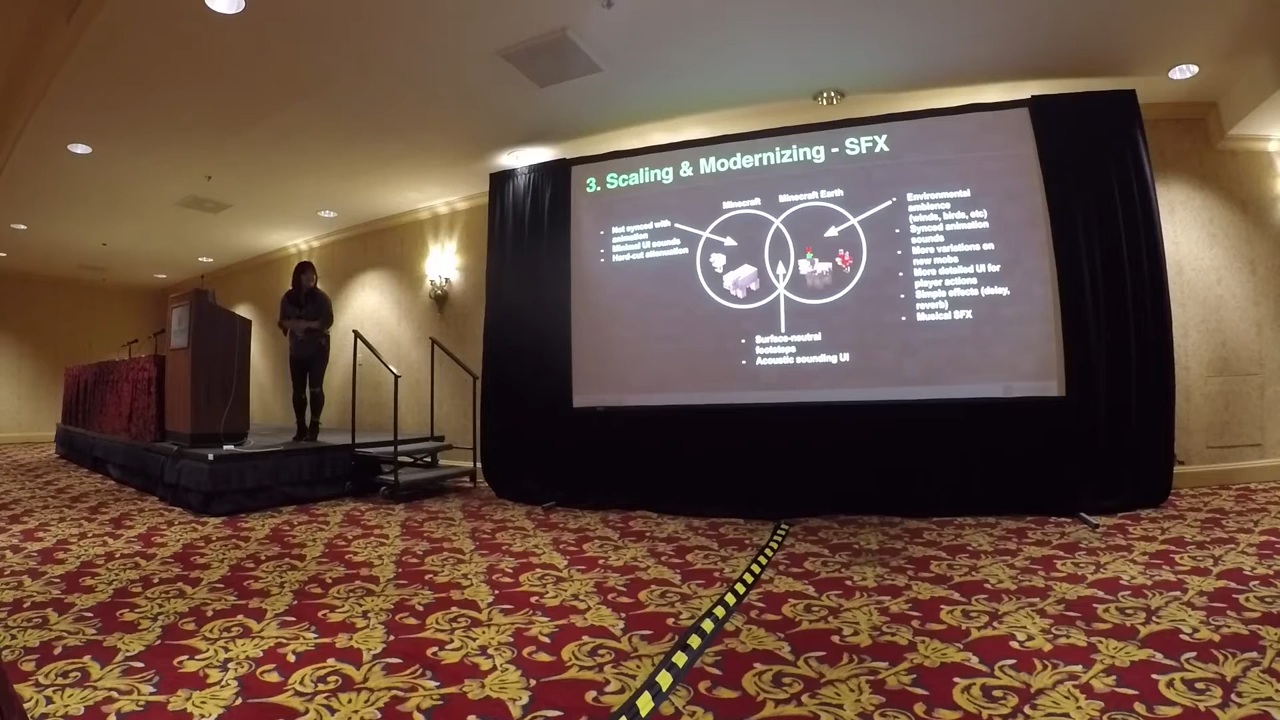 3. Scaling & Modernizing - SFX
Minecraft
Minecraft Earth
Not synced with
animation
Minimal UI sounds
Hard-cut attenuation
Environmental
ambience
(winds, birds, etc)
Synced animation
sounds
More variations on
new mobs
More detailed UI for
player actions
Simple effects (delay,
reverb)
Musical SFX
Surface-neutral
footsteps
Acoustic sounding UI